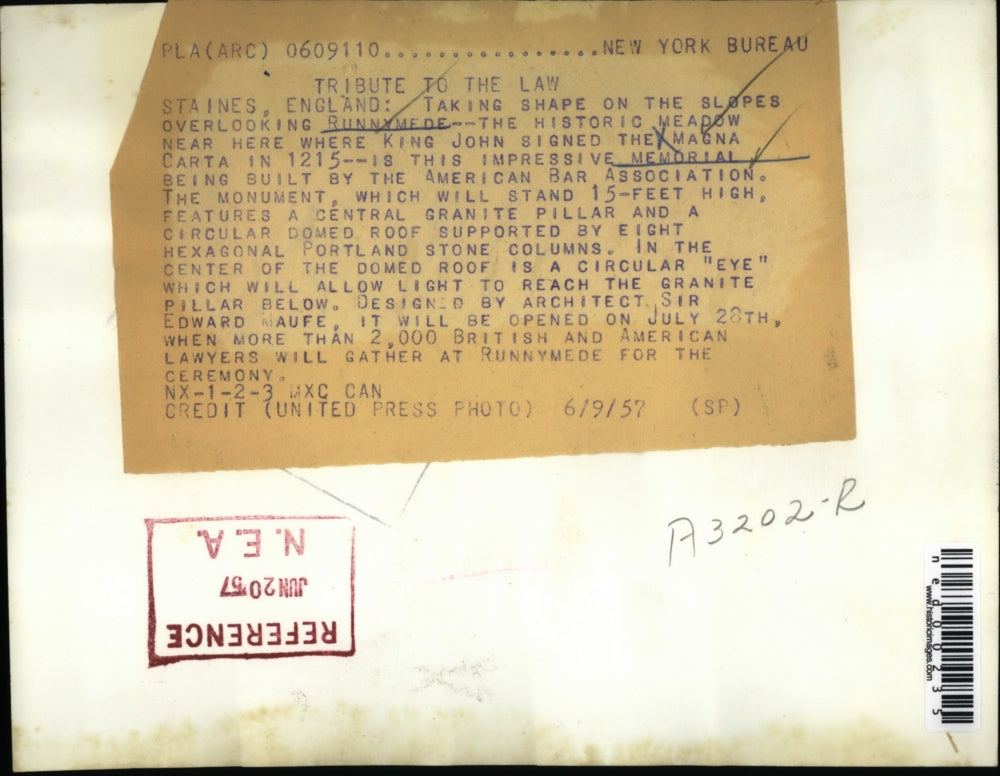 PLA(ARC) 0609110..................NEW YORK BUREAU
TRIBUTE TO THE LAW
STAINES, ENGLAND: TAKING SHAPE ON THE SLOPES
OVERLOOKING RUNNYMEDE--THE HISTORIC MEADOW
NEAR HERE WHERE KING JOHN SIGNED THE MAGNA
CARTA IN 1215--IS THIS IMPRESSIVE MEMORIAL
BEING BUILT BY THE AMERICAN BAR ASSOCIATION.
THE MONUMENT, WHICH WILL STAND 15-FEET HIGH,
FEATURES A CENTRAL GRANITE PILLAR AND A
CIRCULAR DOMED ROOF SUPPORTED BY EIGHT
HEXAGONAL PORTLAND STONE COLUMNS. IN THE
CENTER OF THE DOMED ROOF IS A CIRCULAR "EYE"
WHICH WILL ALLOW LIGHT TO REACH THE GRANITE
PILLAR BELOW. DESIGNED BY ARCHITECT SIR
EDWARD MAUFE, IT WILL BE OPENED ON JULY 28TH,
WHEN MORE THAN 2,000 BRITISH AND AMERICAN
LAWYERS WILL GATHER AT RUNNYMEDE FOR THE
CEREMONY.
NX-1-2-3 MXC CAN
CREDIT (UNITED PRESS PHOTO) 6/9/57 (SP)
A3202-R
REFERENCE
JUN 20 '57
N.E.A.
ned00235
www.historicimages.com